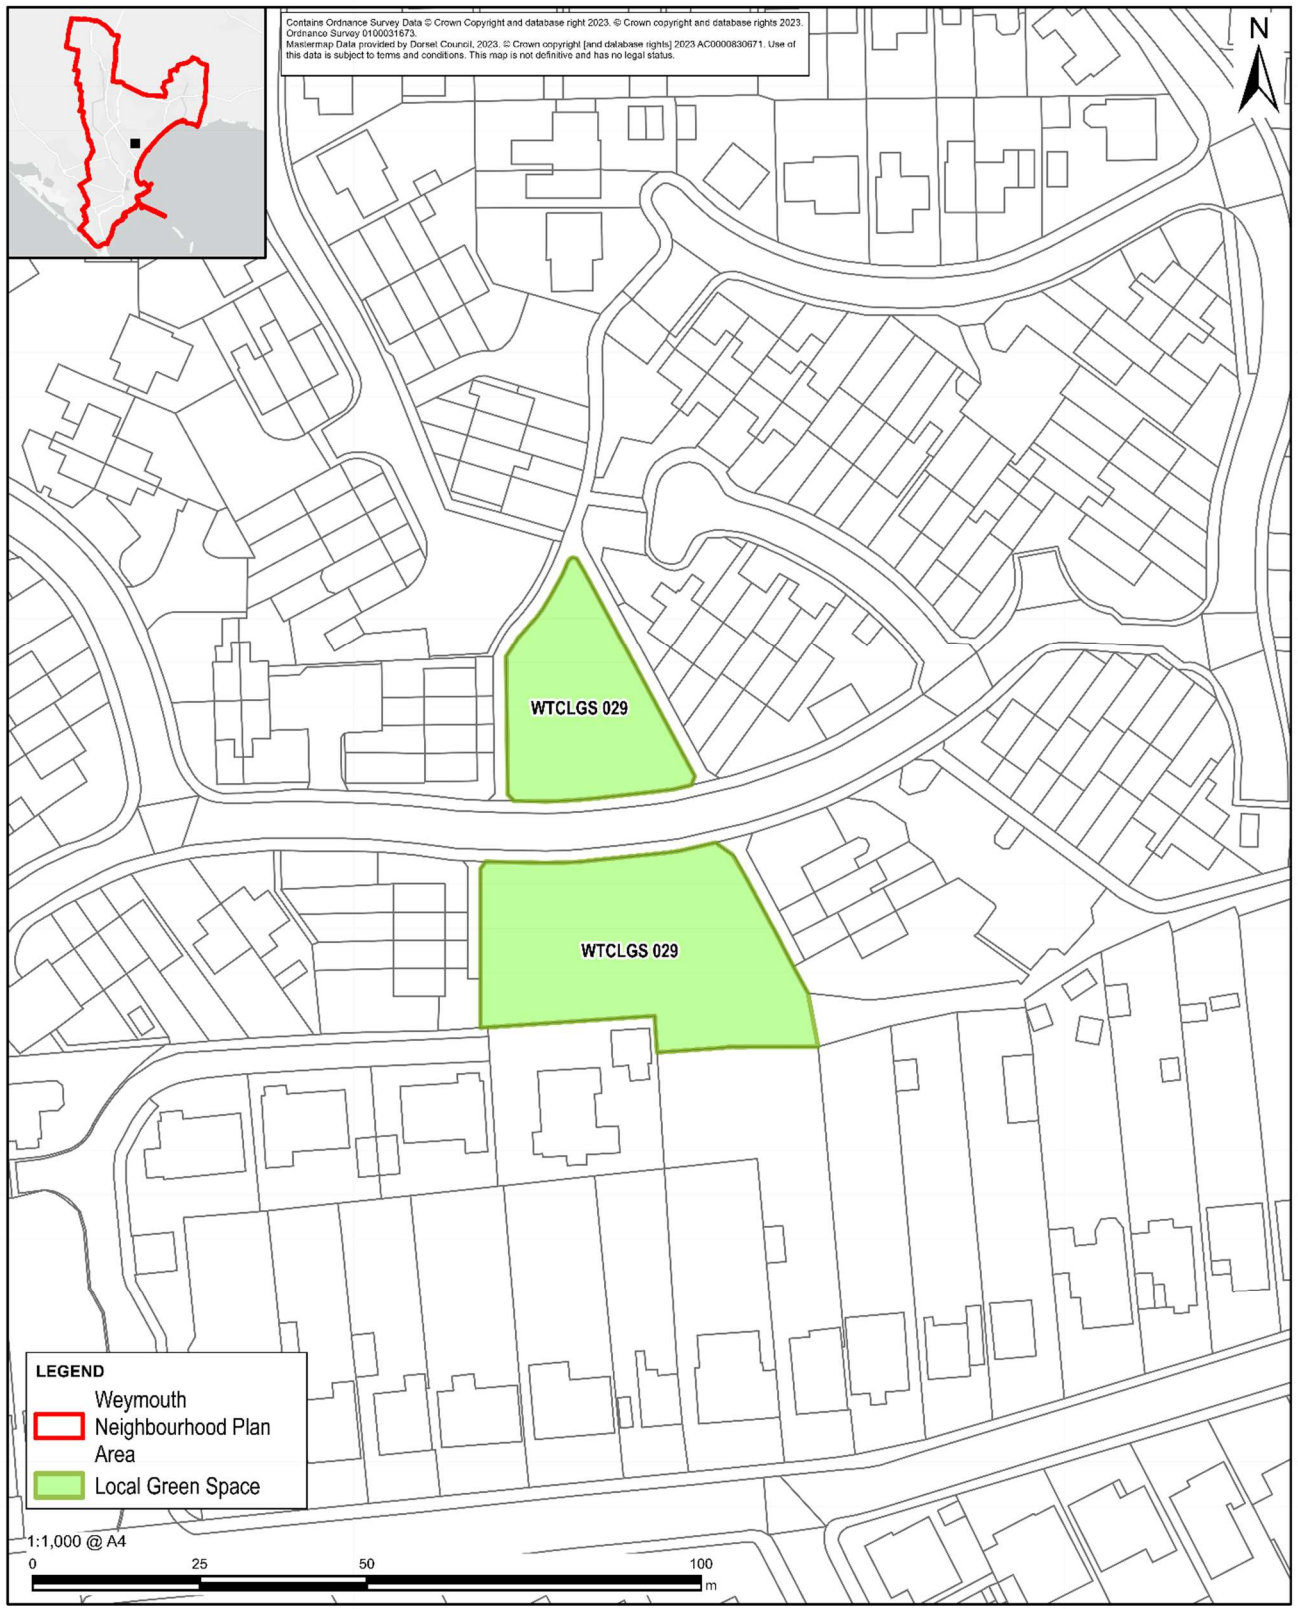 Contains Ordnance Survey Data © Crown Copyright and database right 2023. © Crown copyright and database rights 2023.
Ordnance Survey 0100031673.
Mastermap Data provided by Dorset Council, 2023. © Crown copyright [and database rights] 2023 AC0000830671. Use of
this data is subject to terms and conditions. This map is not definitive and has no legal status.
N
WTCLGS 029
WTCLGS 029
LEGEND
Weymouth
Neighbourhood Plan
Area
Local Green Space
1:1,000 @ A4
0 25 50 100
m